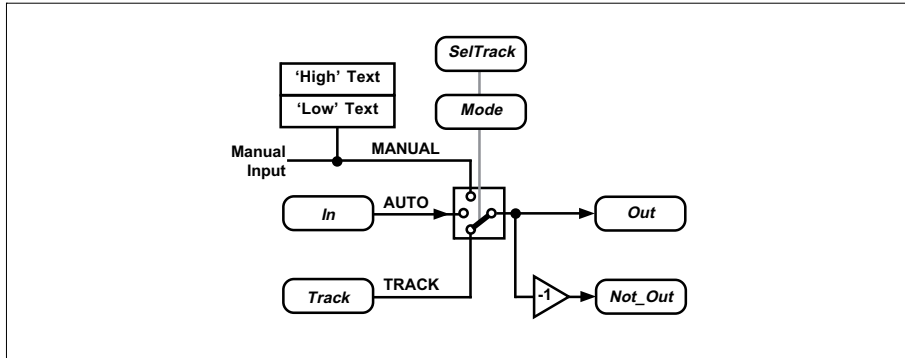 SelTrack
‘High’ Text
‘Low’ Text
Mode
Manual
Input
MANUAL
In
AUTO
Out
Track
TRACK
-1
Not_Out